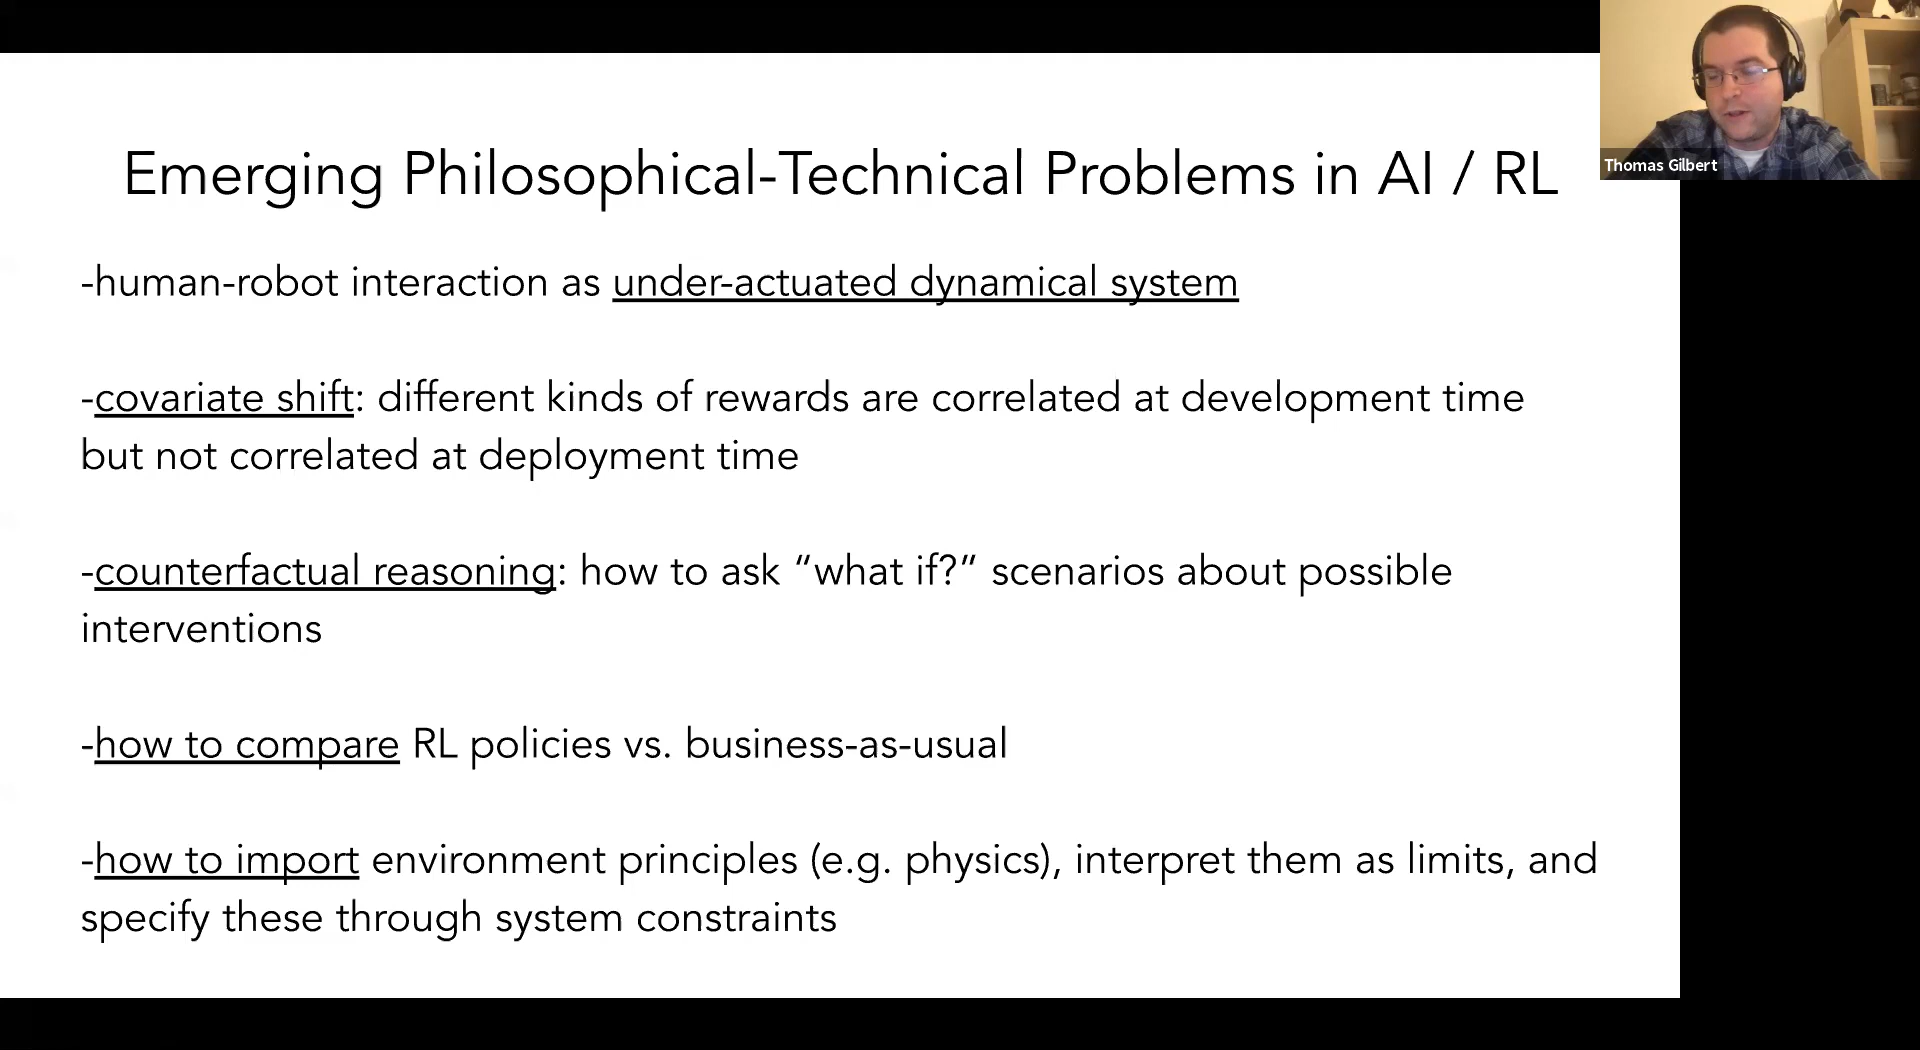 Emerging Philosophical-Technical Problems in AI / RL
Thomas Gilbert
-human-robot interaction as under-actuated dynamical system
-covariate shift: different kinds of rewards are correlated at development time
but not correlated at deployment time
-counterfactual reasoning: how to ask “what if?” scenarios about possible
interventions
-how to compare RL policies vs. business-as-usual
-how to import environment principles (e.g. physics), interpret them as limits, and
specify these through system constraints